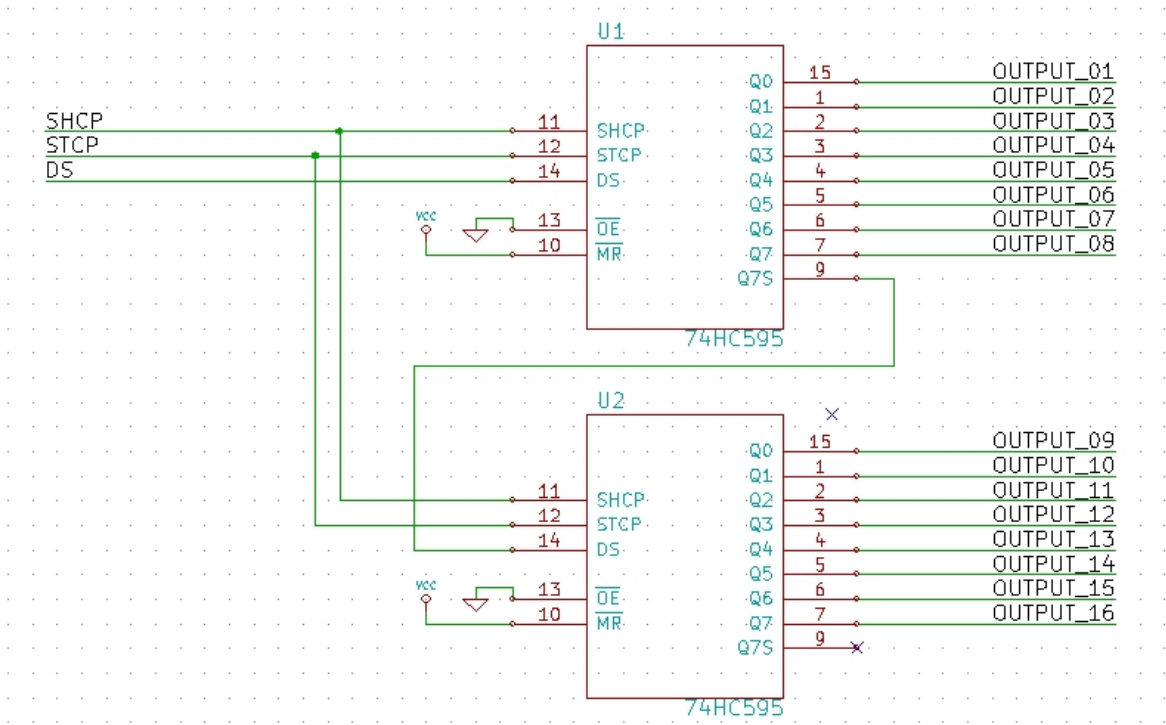 U1
15 OUTPUT_01
Q0
1 OUTPUT_02
Q1
SHCP 11 SHCP 2 OUTPUT_03
Q2
STCP 12 STCP 3 OUTPUT_04
Q3
DS 14 DS 4 OUTPUT_05
Q4
5 OUTPUT_06
Q5
vcc 13 OE 6 OUTPUT_07
Q6
10 MR 7 OUTPUT_08
Q7
9
Q7S
74HC595
U2
15 OUTPUT_09
Q0
1 OUTPUT_10
Q1
11 SHCP 2 OUTPUT_11
Q2
12 STCP 3 OUTPUT_12
Q3
14 DS 4 OUTPUT_13
Q4
5 OUTPUT_14
Q5
vcc 13 OE 6 OUTPUT_15
Q6
10 MR 7 OUTPUT_16
Q7
9
Q7S
74HC595